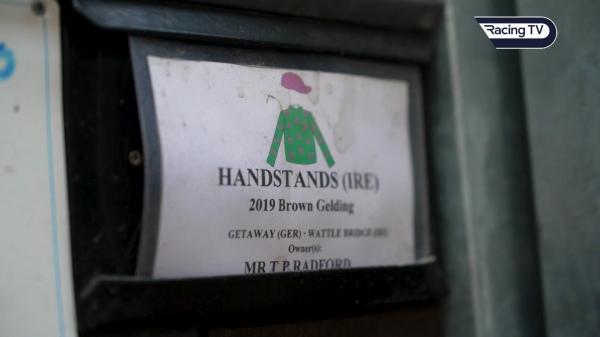 Racing TV
HANDSTANDS (IRE)
2019 Brown Gelding
GETAWAY (GER) - WATTLE BRIDGE (IRE)
Owner(s):
MR T P RADFORD